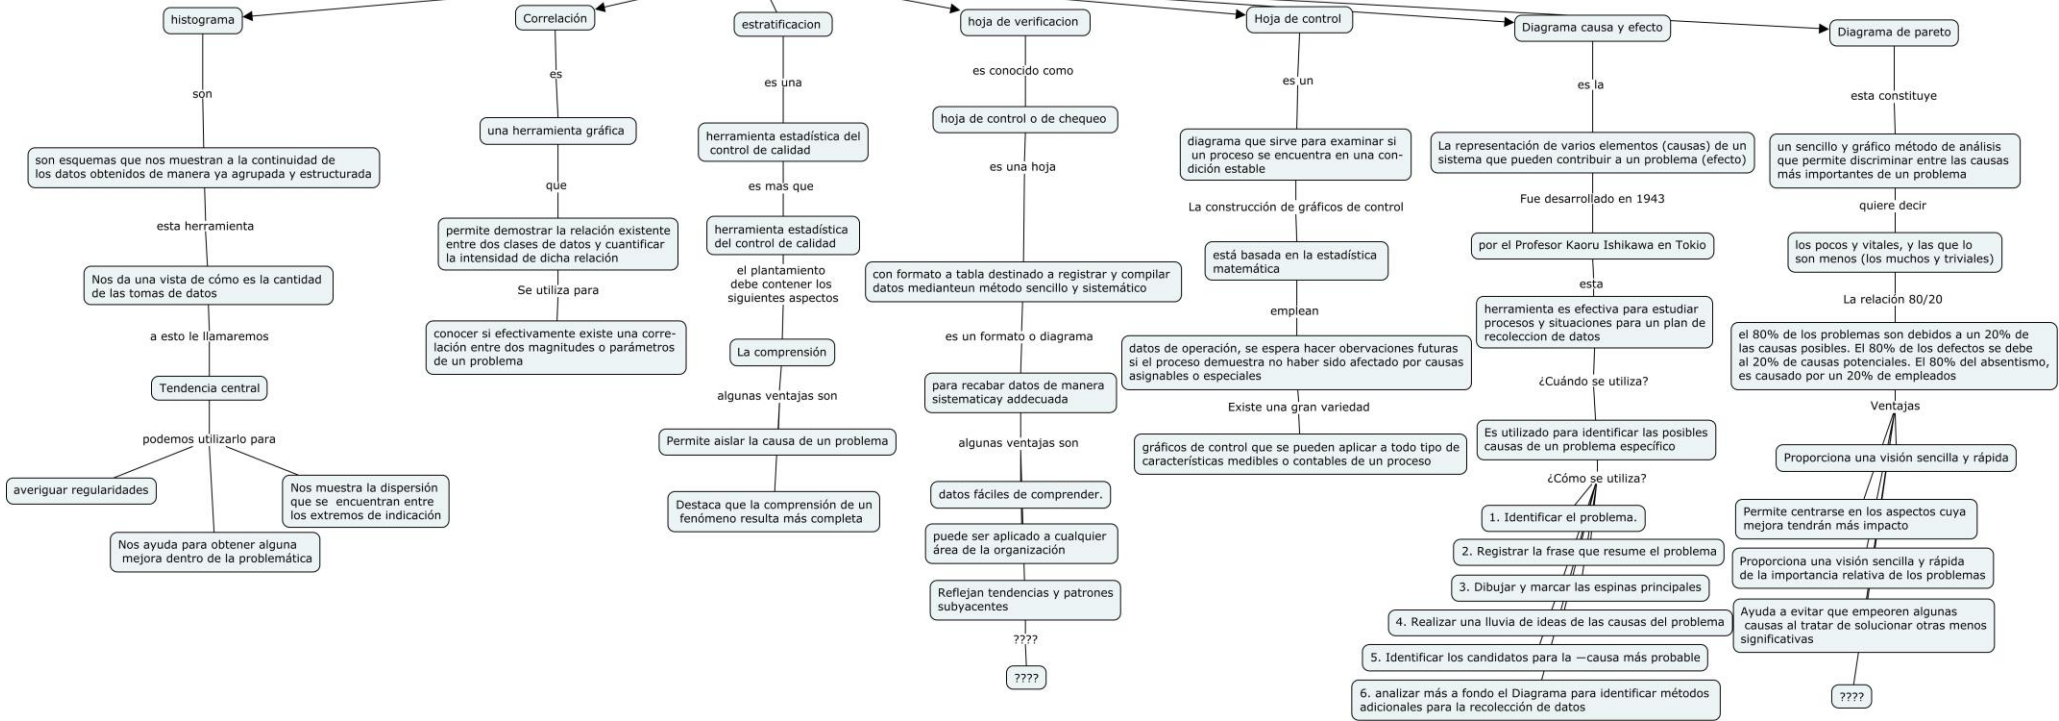 histograma
son
son esquemas que nos muestran a la continuidad de
los datos obtenidos de manera ya agrupada y estructurada
esta herramienta
Nos da una vista de cómo es la cantidad
de las tomas de datos
a esto le llamaremos
Tendencia central
podemos utilizarlo para
averiguar regularidades
Nos ayuda para obtener alguna
mejora dentro de la problemática
Nos muestra la dispersión
que se encuentran entre
los extremos de indicación
Correlación
es
una herramienta gráfica
que
permite demostrar la relación existente
entre dos clases de datos y cuantificar
la intensidad de dicha relación
Se utiliza para
conocer si efectivamente existe una corre-
lación entre dos magnitudes o parámetros
de un problema
estratificacion
es una
herramienta estadística del
control de calidad
es mas que
herramienta estadística
del control de calidad
el plantamiento
debe contener los
siguientes aspectos
La comprensión
algunas ventajas son
Permite aislar la causa de un problema
Destaca que la comprensión de un
fenómeno resulta más completa
hoja de verificacion
es conocido como
hoja de control o de chequeo
es una hoja
con formato a tabla destinado a registrar y compilar
datos medianteun método sencillo y sistemático
es un formato o diagrama
para recabar datos de manera
sistematicay addecuada
algunas ventajas son
datos fáciles de comprender.
puede ser aplicado a cualquier
área de la organización
Reflejan tendencias y patrones
subyacentes
????
????
Hoja de control
es un
diagrama que sirve para examinar si
un proceso se encuentra en una con-
dición estable
La construcción de gráficos de control
está basada en la estadística
matemática
emplean
datos de operación, se espera hacer obervaciones futuras
si el proceso demuestra no haber sido afectado por causas
asignables o especiales
Existe una gran variedad
gráficos de control que se pueden aplicar a todo tipo de
características medibles o contables de un proceso
Diagrama causa y efecto
es la
La representación de varios elementos (causas) de un
sistema que pueden contribuir a un problema (efecto)
Fue desarrollado en 1943
por el Profesor Kaoru Ishikawa en Tokio
esta
herramienta es efectiva para estudiar
procesos y situaciones para un plan de
recoleccion de datos
¿Cuándo se utiliza?
Es utilizado para identificar las posibles
causas de un problema específico
¿Cómo se utiliza?
1. Identificar el problema.
2. Registrar la frase que resume el problema
3. Dibujar y marcar las espinas principales
4. Realizar una lluvia de ideas de las causas del problema
5. Identificar los candidatos para la —causa más probable
6. analizar más a fondo el Diagrama para identificar métodos
adicionales para la recolección de datos
Diagrama de pareto
esta constituye
un sencillo y gráfico método de análisis
que permite discriminar entre las causas
más importantes de un problema
quiere decir
los pocos y vitales, y las que lo
son menos (los muchos y triviales)
La relación 80/20
el 80% de los problemas son debidos a un 20% de
las causas posibles. El 80% de los defectos se debe
al 20% de causas potenciales. El 80% del absentismo,
es causado por un 20% de empleados
Ventajas
Proporciona una visión sencilla y rápida
Permite centrarse en los aspectos cuya
mejora tendrán más impacto
Proporciona una visión sencilla y rápida
de la importancia relativa de los problemas
Ayuda a evitar que empeoren algunas
causas al tratar de solucionar otras menos
significativas
????